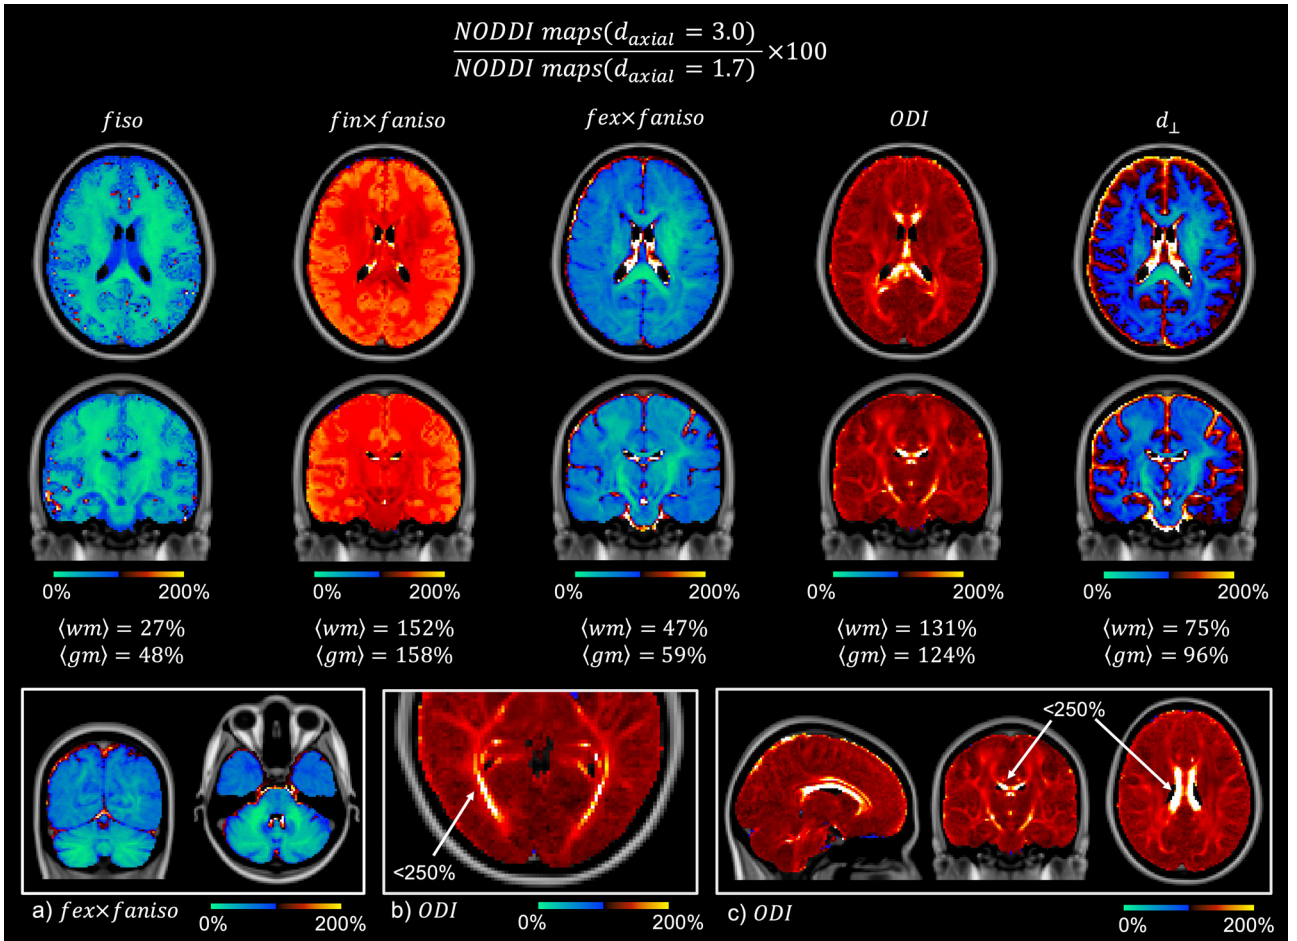 NODDI maps(d_axial = 3.0)
NODDI maps(d_axial = 1.7) ×100
fiso fin×faniso fex×faniso ODI d⊥
0% 200% 0% 200% 0% 200% 0% 200% 0% 200%
⟨wm⟩ = 27% ⟨wm⟩ = 152% ⟨wm⟩ = 47% ⟨wm⟩ = 131% ⟨wm⟩ = 75%
⟨gm⟩ = 48% ⟨gm⟩ = 158% ⟨gm⟩ = 59% ⟨gm⟩ = 124% ⟨gm⟩ = 96%
<250%
<250%
a) fex×faniso 0% 200% b) ODI 0% 200% c) ODI 0% 200%